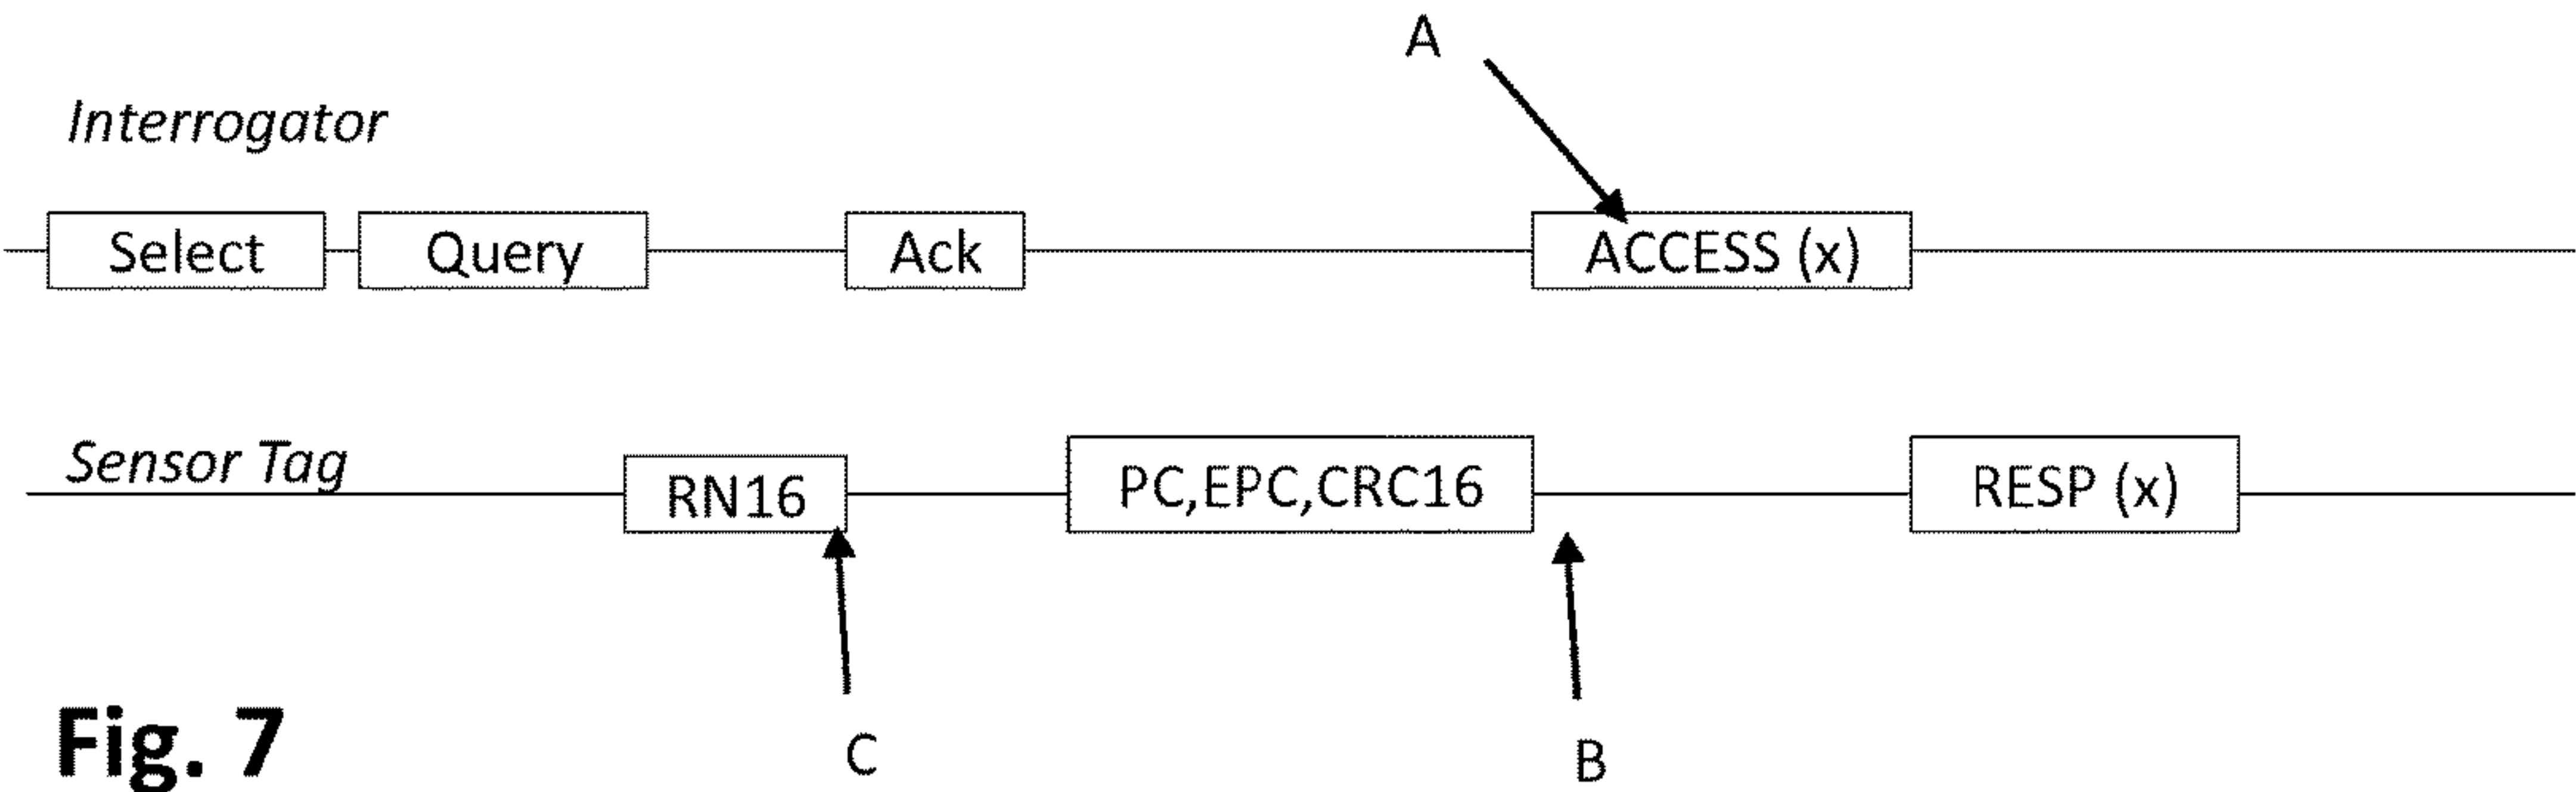 A
Interrogator
Select Query Ack ACCESS (x)
Sensor Tag RN16 PC,EPC,CRC16 RESP (x)
C B
Fig. 7